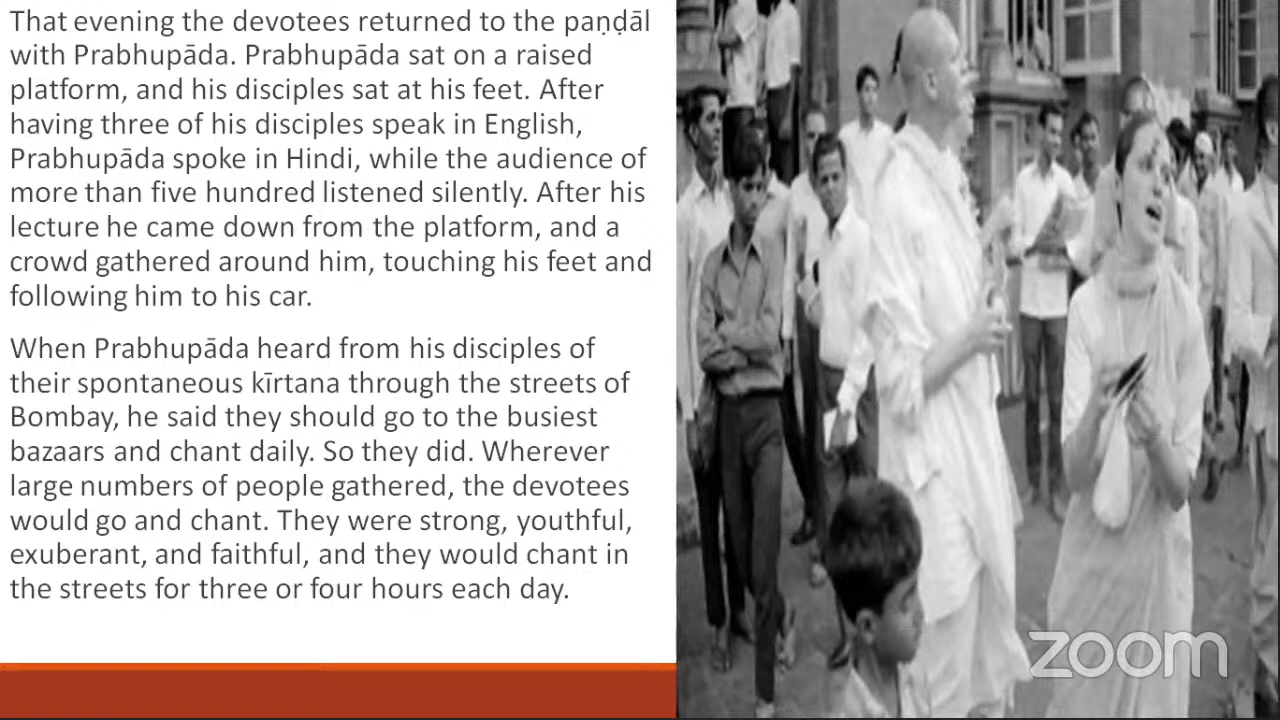 That evening the devotees returned to the paṇḍāl
with Prabhupāda. Prabhupāda sat on a raised
platform, and his disciples sat at his feet. After
having three of his disciples speak in English,
Prabhupāda spoke in Hindi, while the audience of
more than five hundred listened silently. After his
lecture he came down from the platform, and a
crowd gathered around him, touching his feet and
following him to his car.
When Prabhupāda heard from his disciples of
their spontaneous kīrtana through the streets of
Bombay, he said they should go to the busiest
bazaars and chant daily. So they did. Wherever
large numbers of people gathered, the devotees
would go and chant. They were strong, youthful,
exuberant, and faithful, and they would chant in
the streets for three or four hours each day.
zoom